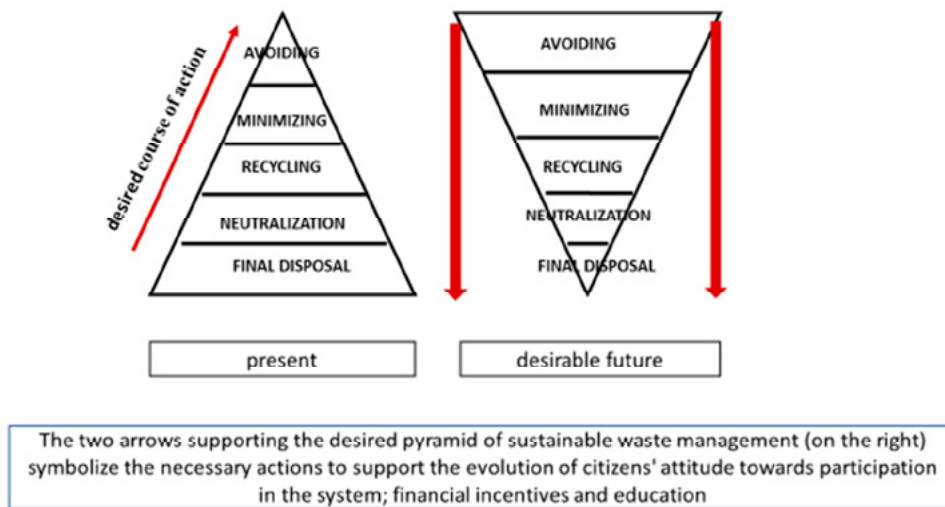 desired course of action
AVOIDING
MINIMIZING
RECYCLING
NEUTRALIZATION
FINAL DISPOSAL
present
AVOIDING
MINIMIZING
RECYCLING
NEUTRALIZATION
FINAL DISPOSAL
desirable future
The two arrows supporting the desired pyramid of sustainable waste management (on the right)
symbolize the necessary actions to support the evolution of citizens' attitude towards participation
in the system; financial incentives and education